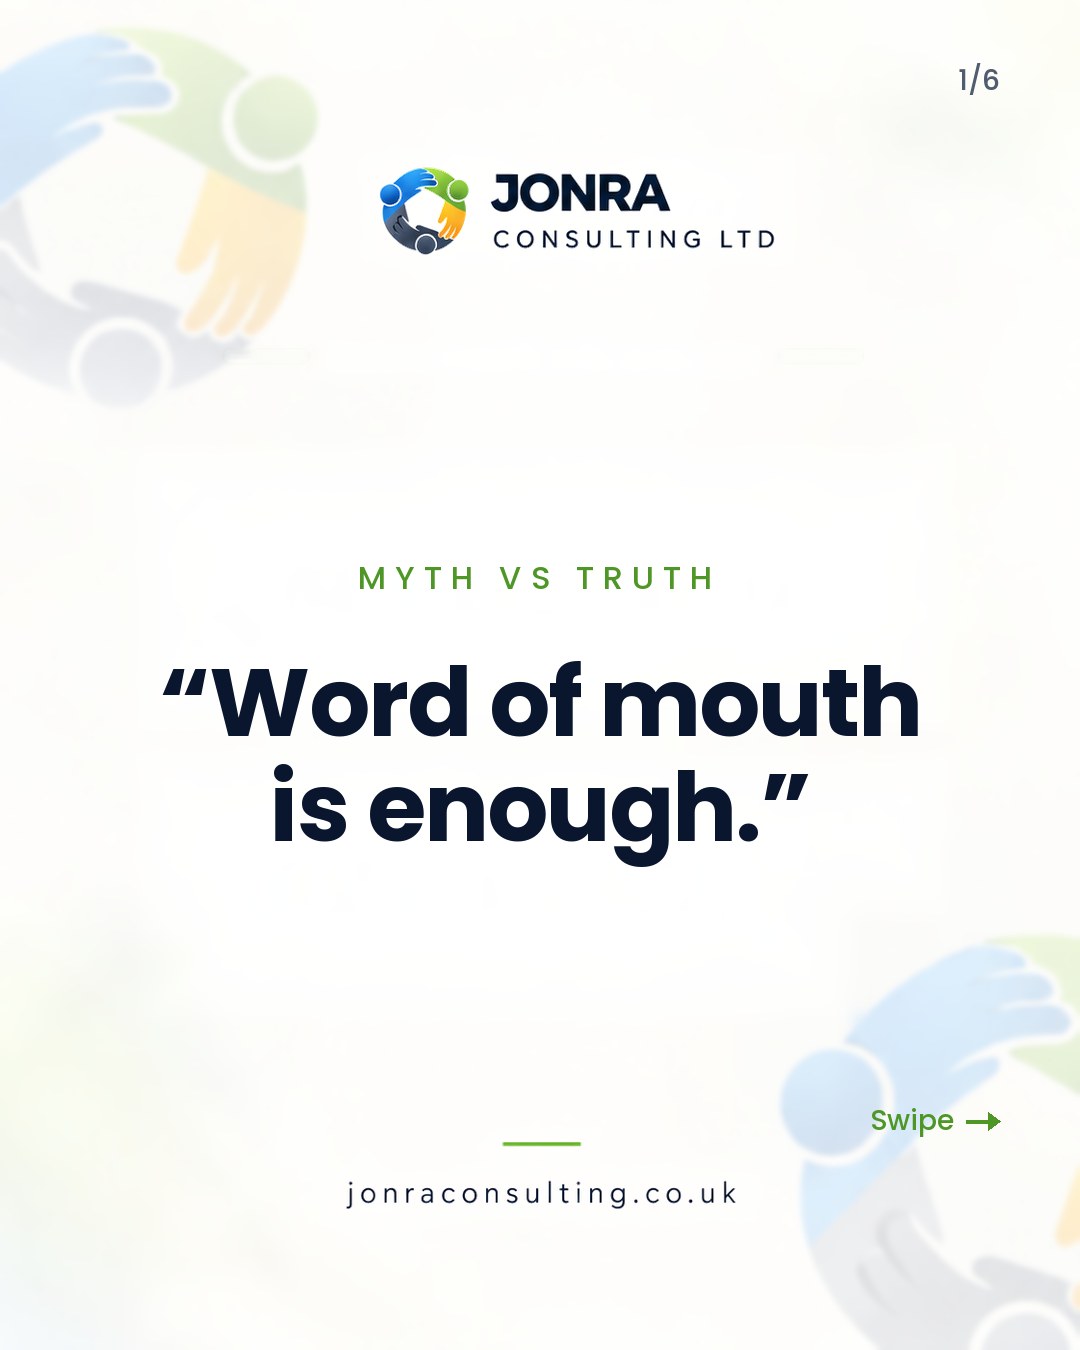 1/6
JONRA
CONSULTING LTD
MYTH VS TRUTH
“Word of mouth
is enough.”
Swipe →
jonraconsulting.co.uk